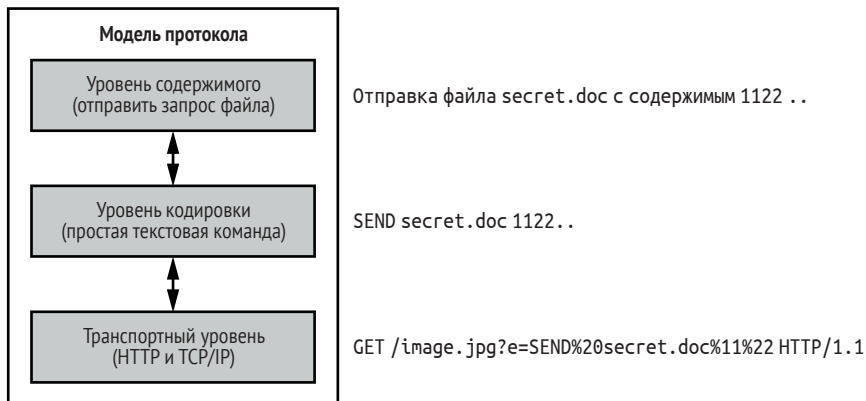 Модель протокола
Уровень содержимого
(отправить запрос файла)
Отправка файла secret.doc с содержимым 1122 ..
Уровень кодировки
(простая текстовая команда)
SEND secret.doc 1122..
Транспортный уровень
(HTTP и TCP/IP)
GET /image.jpg?e=SEND%20secret.doc%11%22 HTTP/1.1